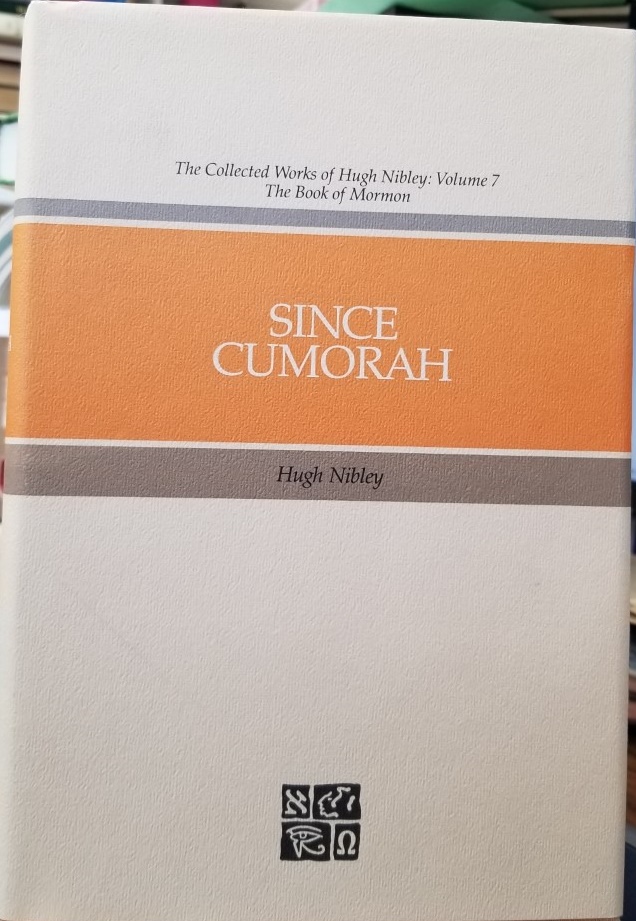 The Collected Works of Hugh Nibley: Volume 7
The Book of Mormon
SINCE
CUMORAH
Hugh Nibley
א
Ω